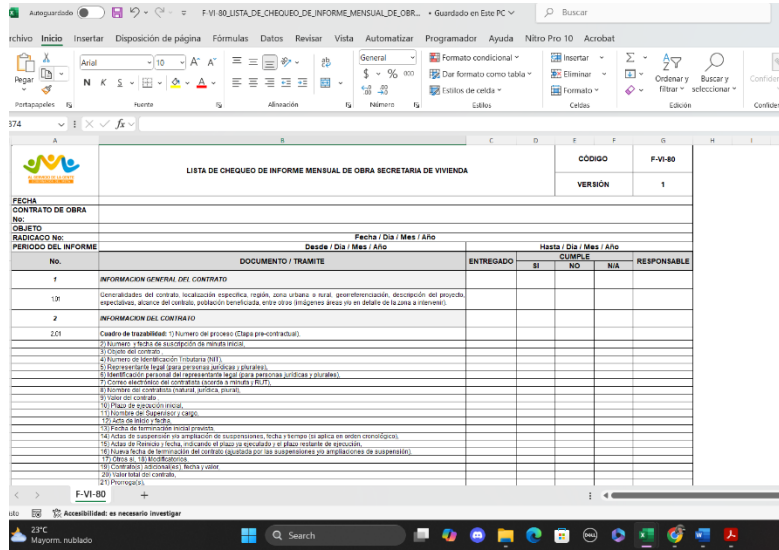 Autoguardado
F-VI-80_LISTA_DE_CHEQUEO_DE_INFORME_MENSUAL_DE_OBR... • Guardado en Este PC
Buscar
rchivo Inicio Insertar Disposición de página Fórmulas Datos Revisar Vista Automatizar Programador Ayuda Nitro Pro 10 Acrobat
Pegar
Arial 10 A A
N K S A
ab
General
$ % 000
Formato condicional
Dar formato como tabla
Estilos de celda
Insertar
Eliminar
Formato
Ordenar y filtrar
Buscar y seleccionar
Confiden
Portapapeles Fuente Alineación Número Estilos Celdas Edición Confiden
374 fx
A B C D E F G H I
LISTA DE CHEQUEO DE INFORME MENSUAL DE OBRA SECRETARIA DE VIVIENDA
CÓDIGO F-VI-80
VERSIÓN 1
FECHA
CONTRATO DE OBRA No:
OBJETO
RADICACO No: Fecha / Dia / Mes / Año
PERIODO DEL INFORME Desde / Dia / Mes / Año Hasta / Dia / Mes / Año
No. DOCUMENTO / TRAMITE ENTREGADO CUMPLE RESPONSABLE
SI NO N/A
1 INFORMACION GENERAL DEL CONTRATO
1.01 Generalidades del contrato, localización específica, región, zona urbana o rural, georreferenciación, descripción del proyecto,
expectativas, alcance del contrato, población beneficiada, entre otros (imágenes áreas y/o en detalle de la zona a intervenir).
2 INFORMACION DEL CONTRATO
2.01 Cuadro de trazabilidad: 1) Numero del proceso (Etapa pre-contractual),
2) Numero y fecha de suscripción de minuta inicial,
3) Objeto del contrato ,
4) Numero de Identificación Tributaria (NIT),
5) Representante legal (para personas jurídicas y plurales),
6) Identificación personal del representante legal (para personas jurídicas y plurales),
7) Correo electrónico del contratista (acorde a minuta y RUT),
8) Nombre del contratista (natural, jurídica, plural),
9) Valor del contrato ,
10) Plazo de ejecución inicial,
11) Nombre del Supervisor y cargo,
12) Acta de Inicio y fecha,
13) Fecha de terminación inicial prevista,
14) Actas de suspensión y/o ampliación de suspensiones, fecha y tiempo (si aplica en orden cronológico),
15) Actas de Reinicio y fecha, indicando el plazo ya ejecutado y el plazo restante de ejecución,
16) Nueva fecha de terminación del contrato (ajustada por las suspensiones y/o ampliaciones de suspensión),
17) Otros si, 18) Modificatorios,
19) Contrato(s) adicional(es), fecha y valor,
20) Valor total del contrato,
21) Prorroga(s),
F-VI-80
Accesibilidad: es necesario investigar
23°C
Mayorm. nublado
Search